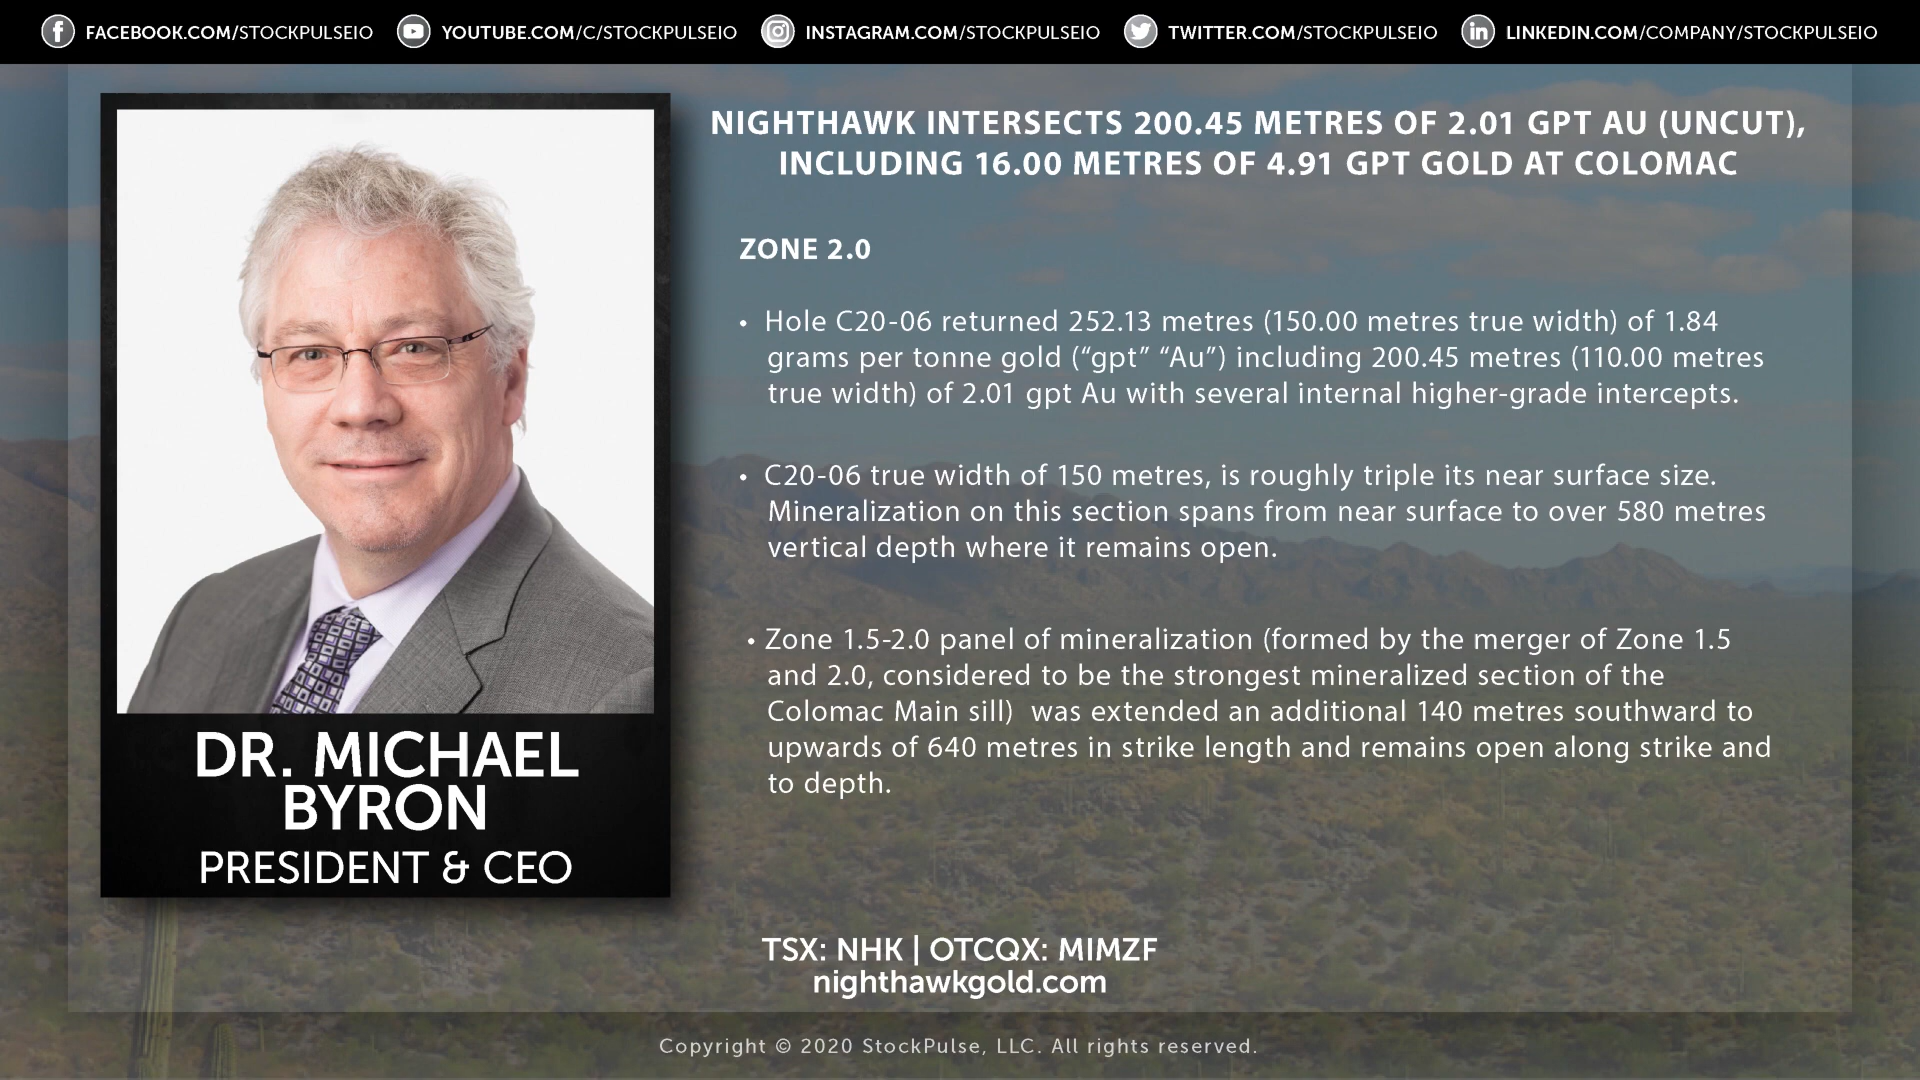 FACEBOOK.COM/STOCKPULSEIO YOUTUBE.COM/C/STOCKPULSEIO INSTAGRAM.COM/STOCKPULSEIO TWITTER.COM/STOCKPULSEIO LINKEDIN.COM/COMPANY/STOCKPULSEIO
NIGHTHAWK INTERSECTS 200.45 METRES OF 2.01 GPT AU (UNCUT),
INCLUDING 16.00 METRES OF 4.91 GPT GOLD AT COLOMAC
ZONE 2.0
• Hole C20-06 returned 252.13 metres (150.00 metres true width) of 1.84
grams per tonne gold (“gpt” “Au”) including 200.45 metres (110.00 metres
true width) of 2.01 gpt Au with several internal higher-grade intercepts.
• C20-06 true width of 150 metres, is roughly triple its near surface size.
Mineralization on this section spans from near surface to over 580 metres
vertical depth where it remains open.
• Zone 1.5-2.0 panel of mineralization (formed by the merger of Zone 1.5
and 2.0, considered to be the strongest mineralized section of the
Colomac Main sill)  was extended an additional 140 metres southward to
upwards of 640 metres in strike length and remains open along strike and
to depth.
DR. MICHAEL
BYRON
PRESIDENT & CEO
TSX: NHK | OTCQX: MIMZF
nighthawkgold.com
Copyright © 2020 StockPulse, LLC. All rights reserved.